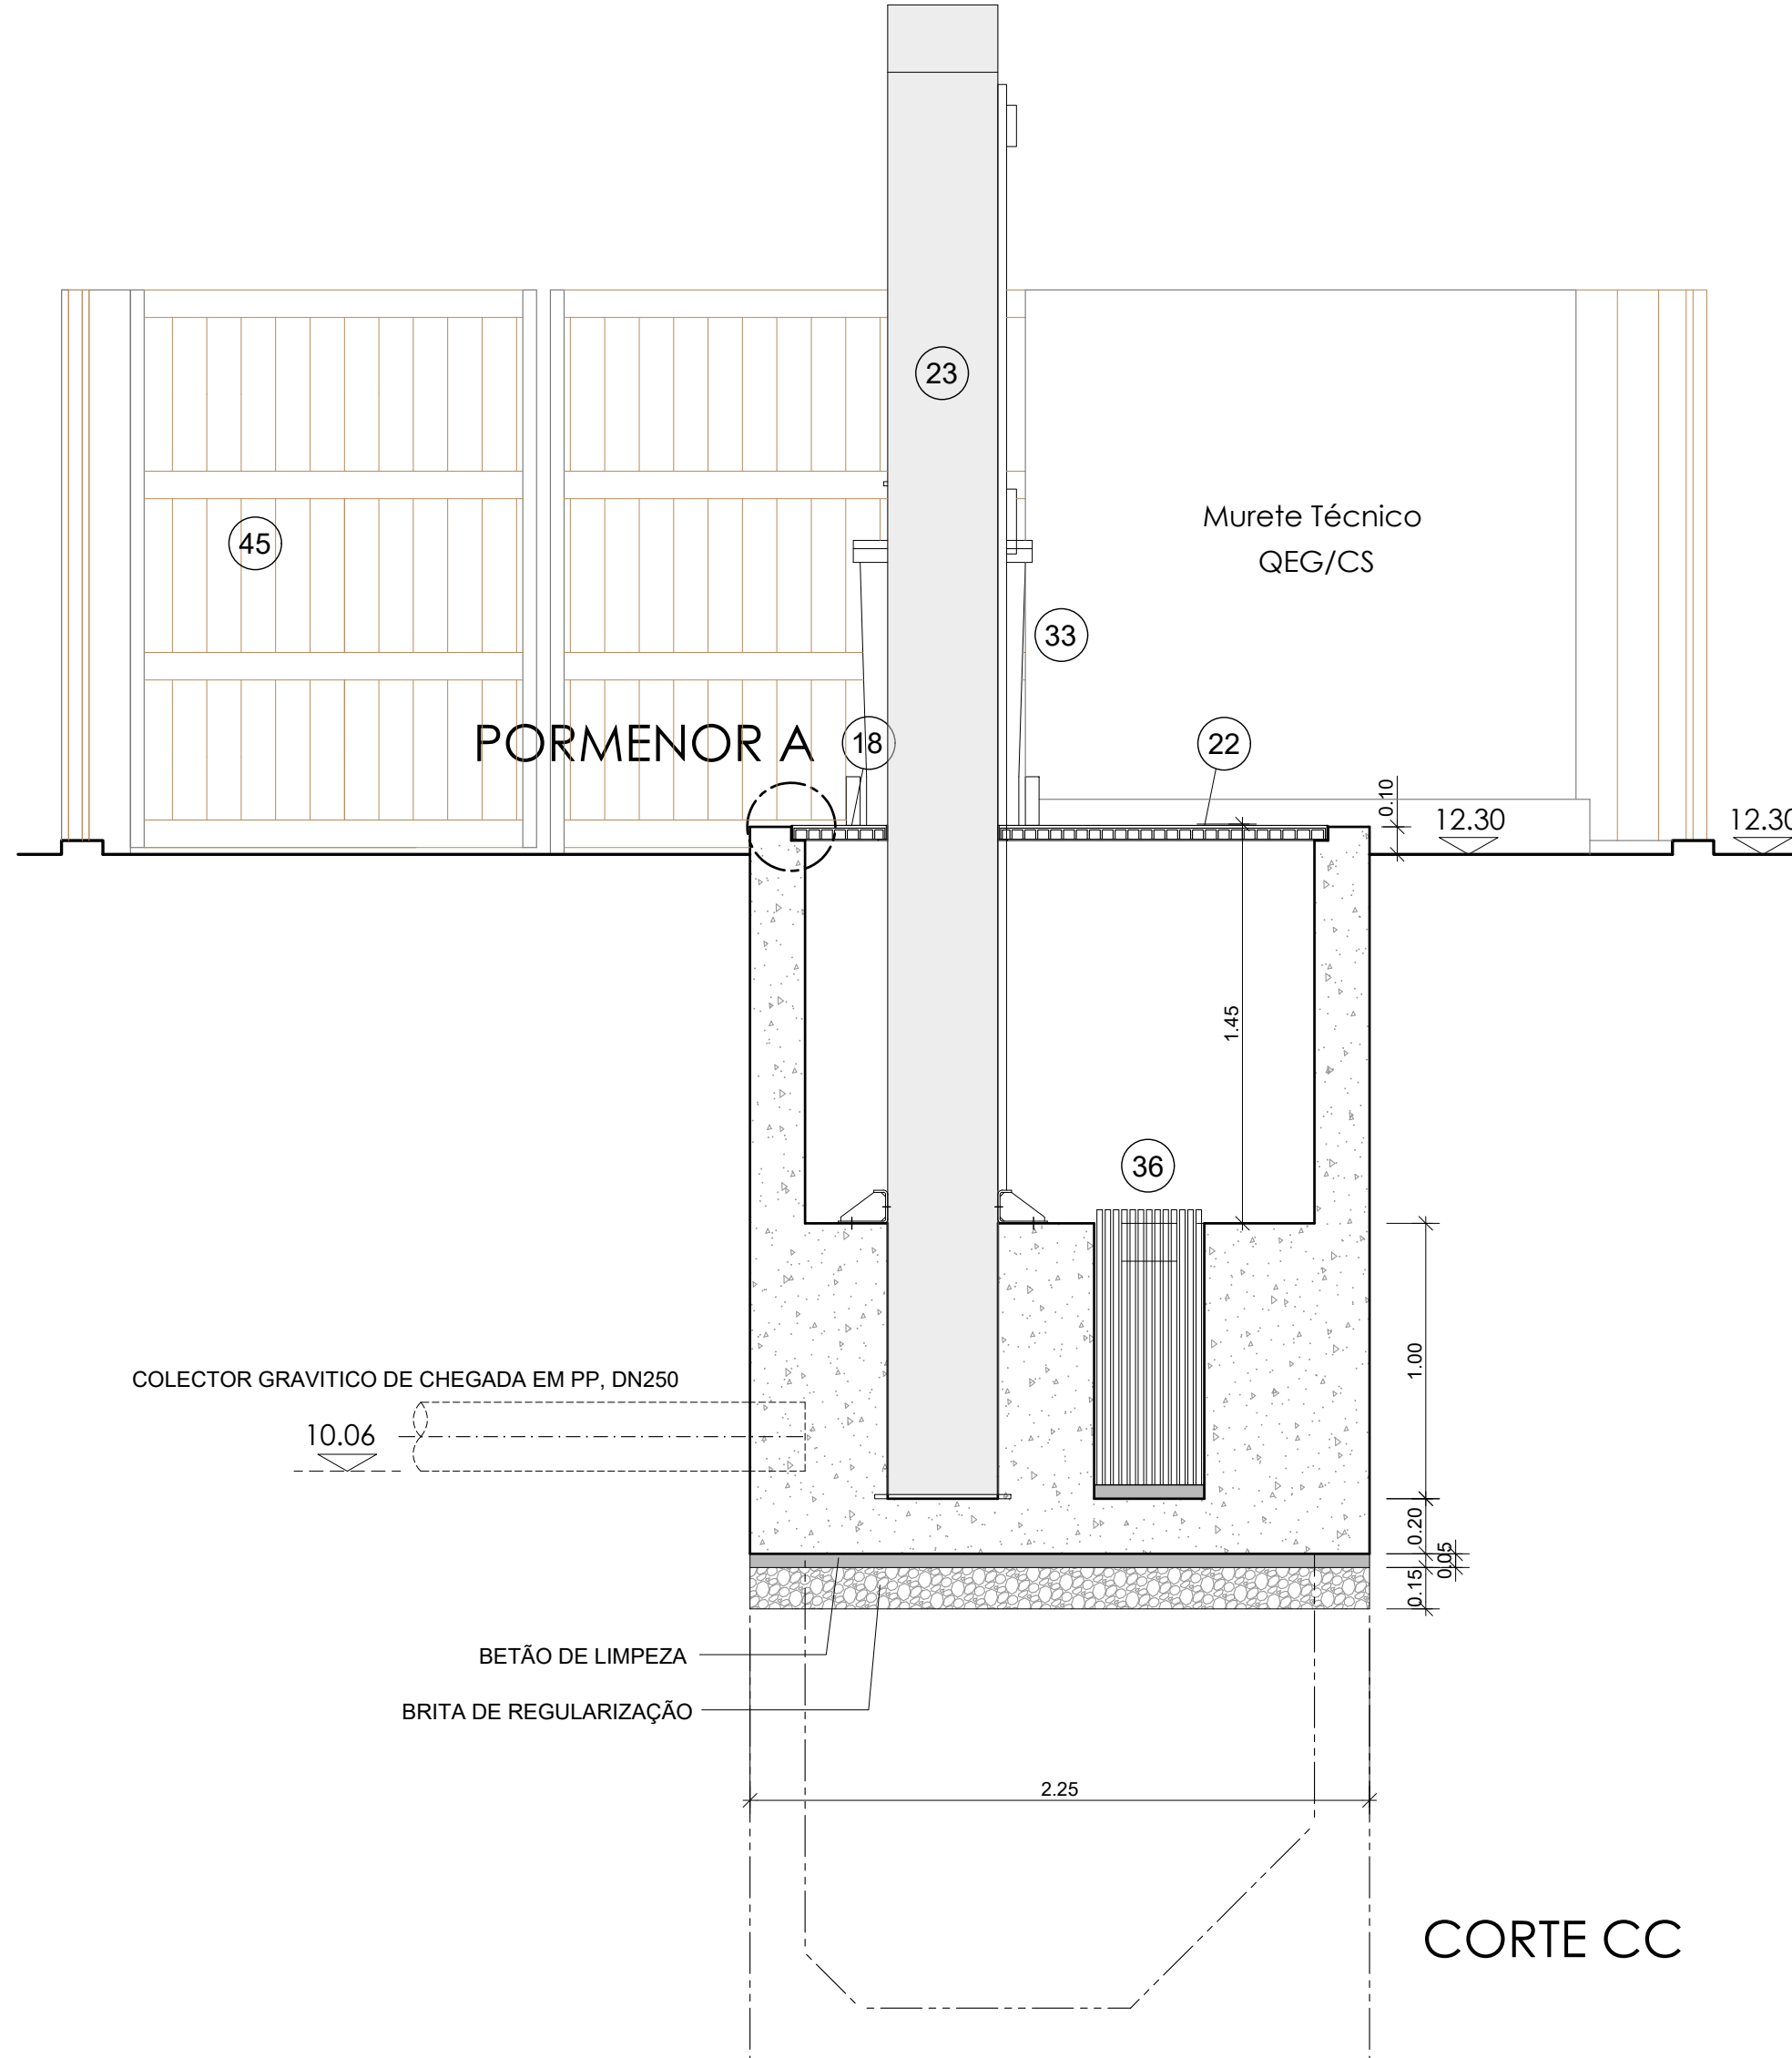 23
45
Murete Técnico
QEG/CS
33
PORMENOR A
18
22
0.10
12.30
12.30
1.45
36
1.00
COLECTOR GRAVITICO DE CHEGADA EM PP, DN250
10.06
0.20
0.05
0.15
BETÃO DE LIMPEZA
BRITA DE REGULARIZAÇÃO
2.25
CORTE CC